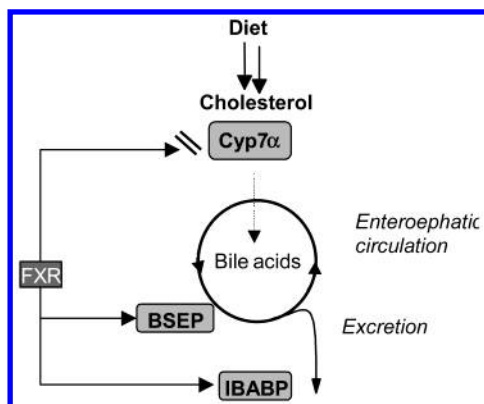 Diet
Cholesterol
Cyp7α
Enteroephatic
circulation
Bile acids
FXR
BSEP
Excretion
IBABP